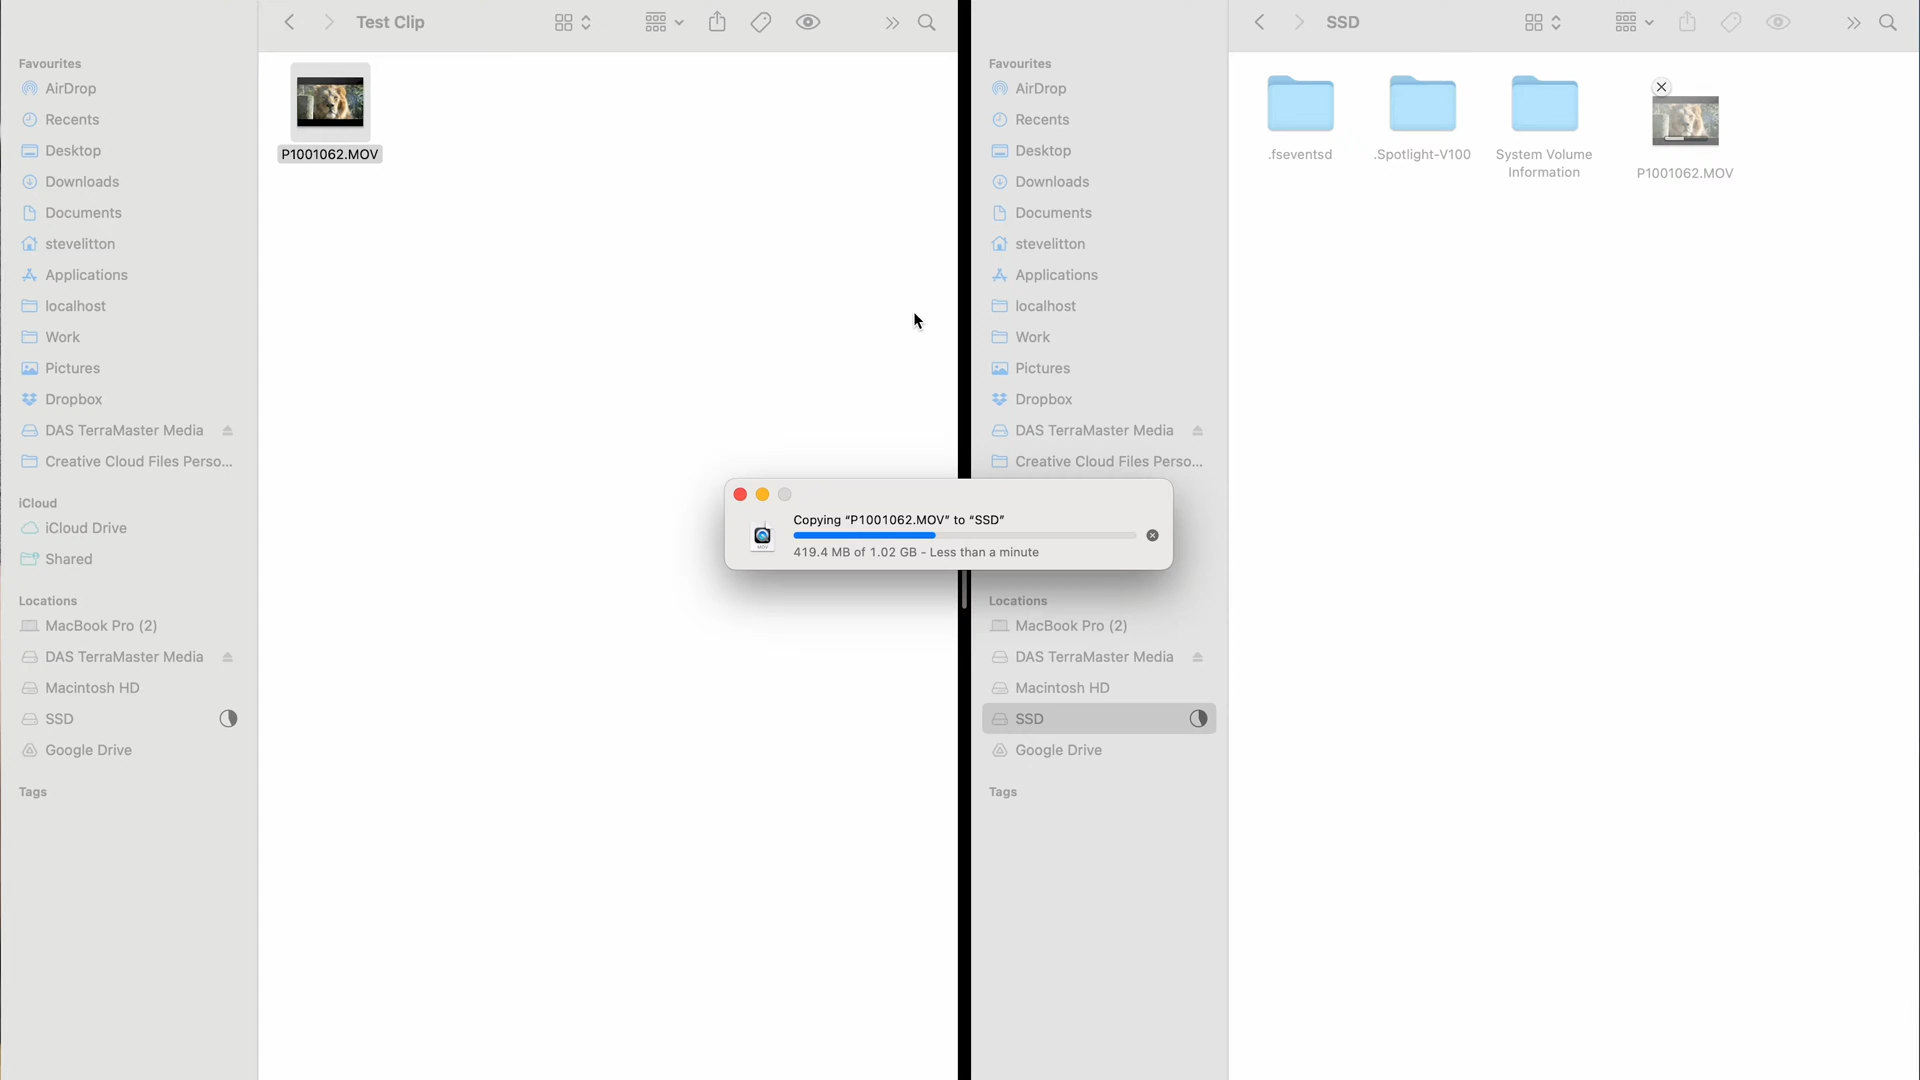 Test Clip
Favourites
AirDrop
Recents
Desktop
Downloads
Documents
stevelitton
Applications
localhost
Work
Pictures
Dropbox
DAS TerraMaster Media
Creative Cloud Files Perso...
iCloud
iCloud Drive
Shared
Locations
MacBook Pro (2)
DAS TerraMaster Media
Macintosh HD
SSD
Google Drive
Tags
P1001062.MOV
Copying “P1001062.MOV” to “SSD”
419.4 MB of 1.02 GB - Less than a minute
MOV
SSD
Favourites
AirDrop
Recents
Desktop
Downloads
Documents
stevelitton
Applications
localhost
Work
Pictures
Dropbox
DAS TerraMaster Media
Creative Cloud Files Perso...
Locations
MacBook Pro (2)
DAS TerraMaster Media
Macintosh HD
SSD
Google Drive
Tags
.fseventsd
.Spotlight-V100
System Volume
Information
P1001062.MOV